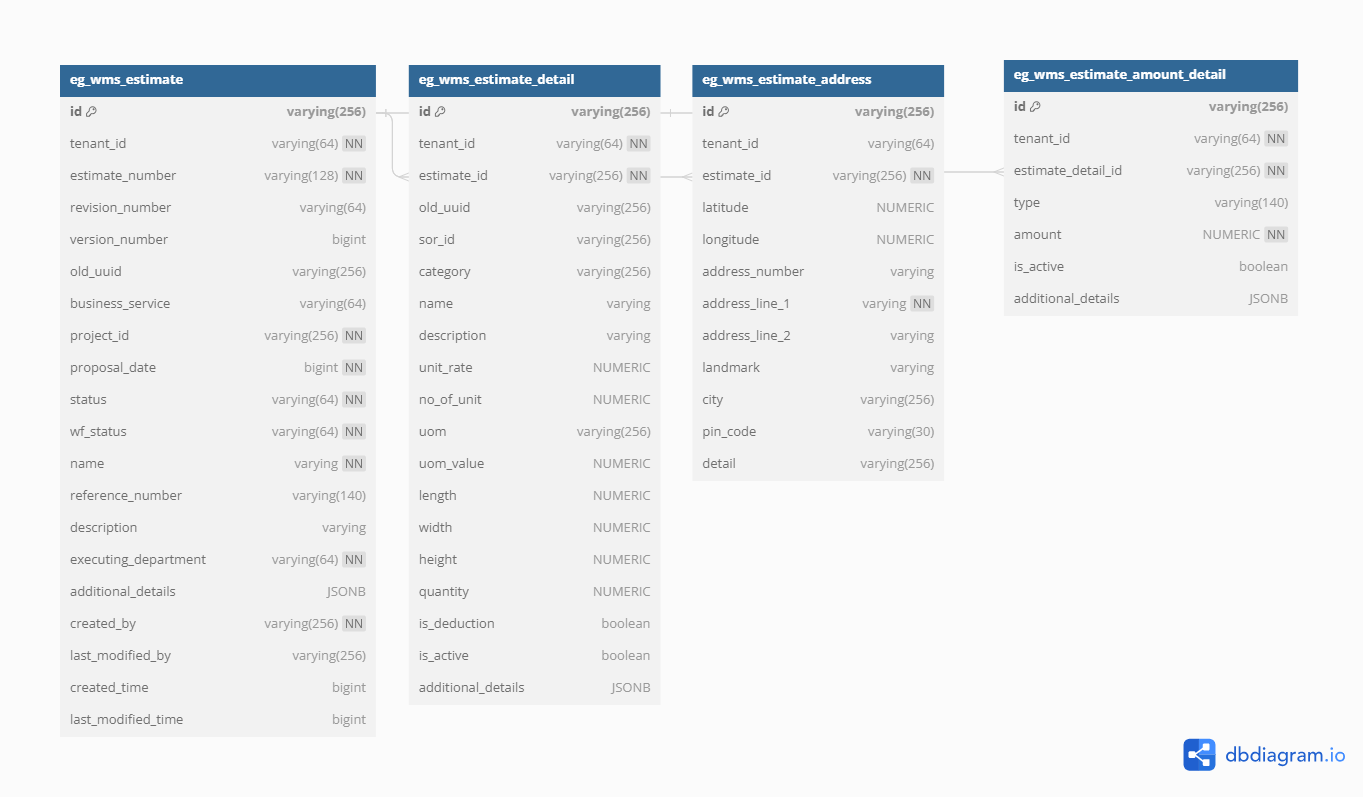 eg_wms_estimate
id varying(256)
tenant_id varying(64) NN
estimate_number varying(128) NN
revision_number varying(64)
version_number bigint
old_uuid varying(256)
business_service varying(64)
project_id varying(256) NN
proposal_date bigint NN
status varying(64) NN
wf_status varying(64) NN
name varying NN
reference_number varying(140)
description varying
executing_department varying(64) NN
additional_details JSONB
created_by varying(256) NN
last_modified_by varying(256)
created_time bigint
last_modified_time bigint
eg_wms_estimate_detail
id varying(256)
tenant_id varying(64) NN
estimate_id varying(256) NN
old_uuid varying(256)
sor_id varying(256)
category varying(256)
name varying
description varying
unit_rate NUMERIC
no_of_unit NUMERIC
uom varying(256)
uom_value NUMERIC
length NUMERIC
width NUMERIC
height NUMERIC
quantity NUMERIC
is_deduction boolean
is_active boolean
additional_details JSONB
eg_wms_estimate_address
id varying(256)
tenant_id varying(64)
estimate_id varying(256) NN
latitude NUMERIC
longitude NUMERIC
address_number varying
address_line_1 varying NN
address_line_2 varying
landmark varying
city varying(256)
pin_code varying(30)
detail varying(256)
eg_wms_estimate_amount_detail
id varying(256)
tenant_id varying(64) NN
estimate_detail_id varying(256) NN
type varying(140)
amount NUMERIC NN
is_active boolean
additional_details JSONB
dbdiagram.io